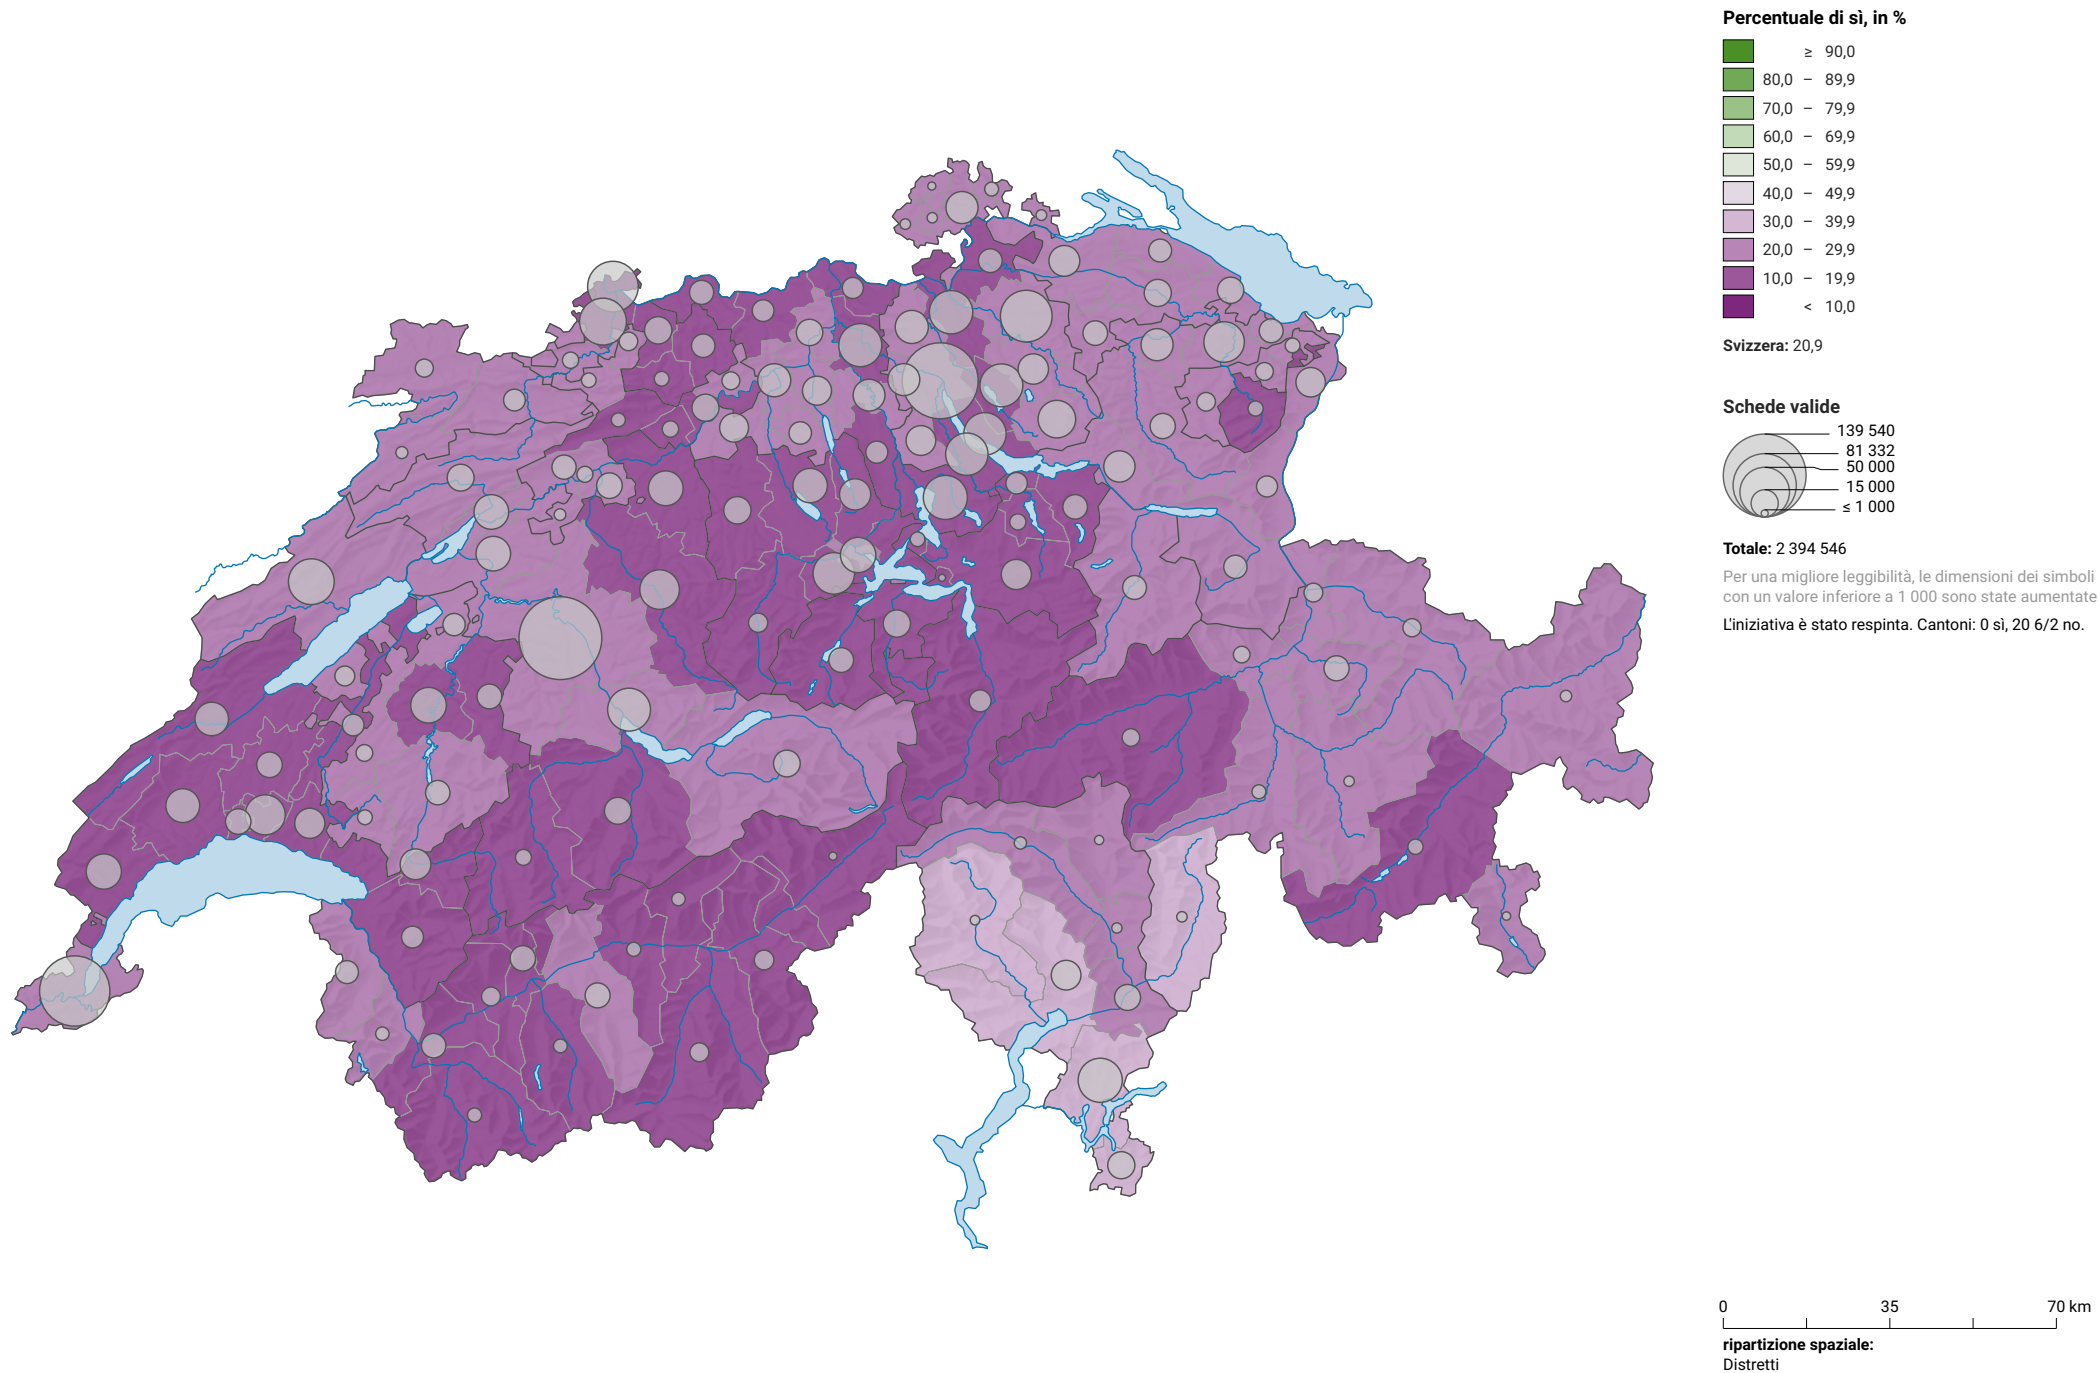 Percentuale di sì, in %
≥ 90,0
80,0 – 89,9
70,0 – 79,9
60,0 – 69,9
50,0 – 59,9
40,0 – 49,9
30,0 – 39,9
20,0 – 29,9
10,0 – 19,9
< 10,0
Svizzera: 20,9
Schede valide
139 540
81 332
50 000
15 000
≤ 1 000
Totale: 2 394 546
Per una migliore leggibilità, le dimensioni dei simboli
con un valore inferiore a 1 000 sono state aumentate
L'iniziativa è stato respinta. Cantoni: 0 sì, 20 6/2 no.
0 35 70 km
ripartizione spaziale:
Distretti